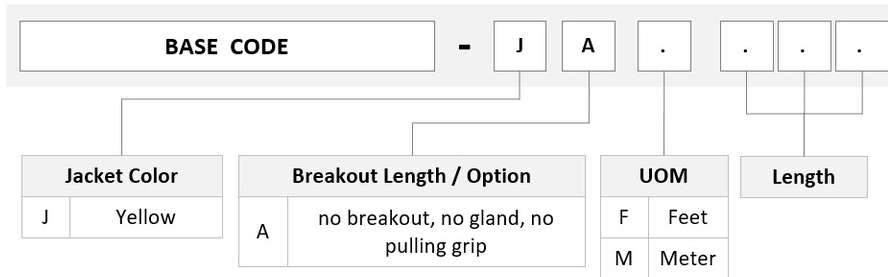 BASE CODE - J A . . . .
Jacket Color
J Yellow
Breakout Length / Option
A no breakout, no gland, no
pulling grip
UOM
F Feet
M Meter
Length